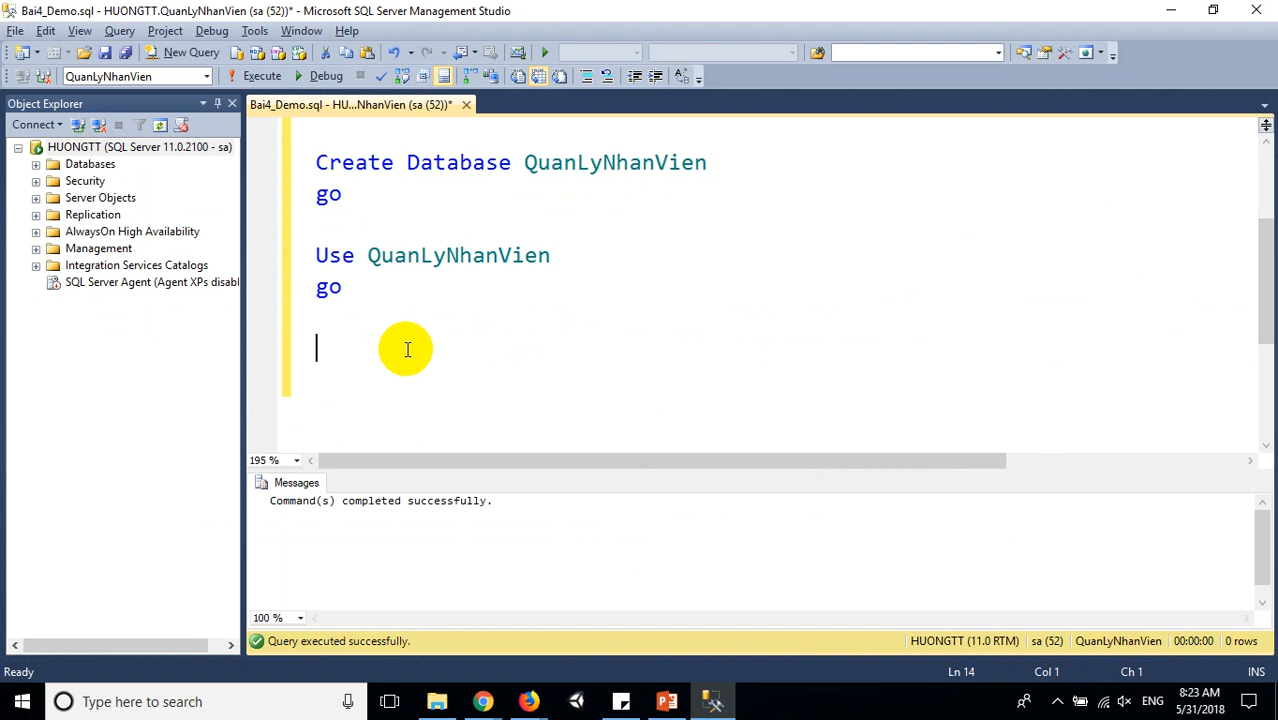 Bai4_Demo.sql - HUONGTT.QuanLyNhanVien (sa (52))* - Microsoft SQL Server Management Studio
File Edit View Query Project Debug Tools Window Help
New Query
QuanLyNhanVien Execute Debug
Object Explorer
Bai4_Demo.sql - HU...NhanVien (sa (52))*
Connect
HUONGTT (SQL Server 11.0.2100 - sa)
Databases
Security
Server Objects
Replication
AlwaysOn High Availability
Management
Integration Services Catalogs
SQL Server Agent (Agent XPs disabl
Create Database QuanLyNhanVien
go
Use QuanLyNhanVien
go
195 %
Messages
Command(s) completed successfully.
100 %
Query executed successfully. HUONGTT (11.0 RTM) sa (52) QuanLyNhanVien 00:00:00 0 rows
Ready Ln 14 Col 1 Ch 1 INS
Type here to search ENG 8:23 AM
5/31/2018